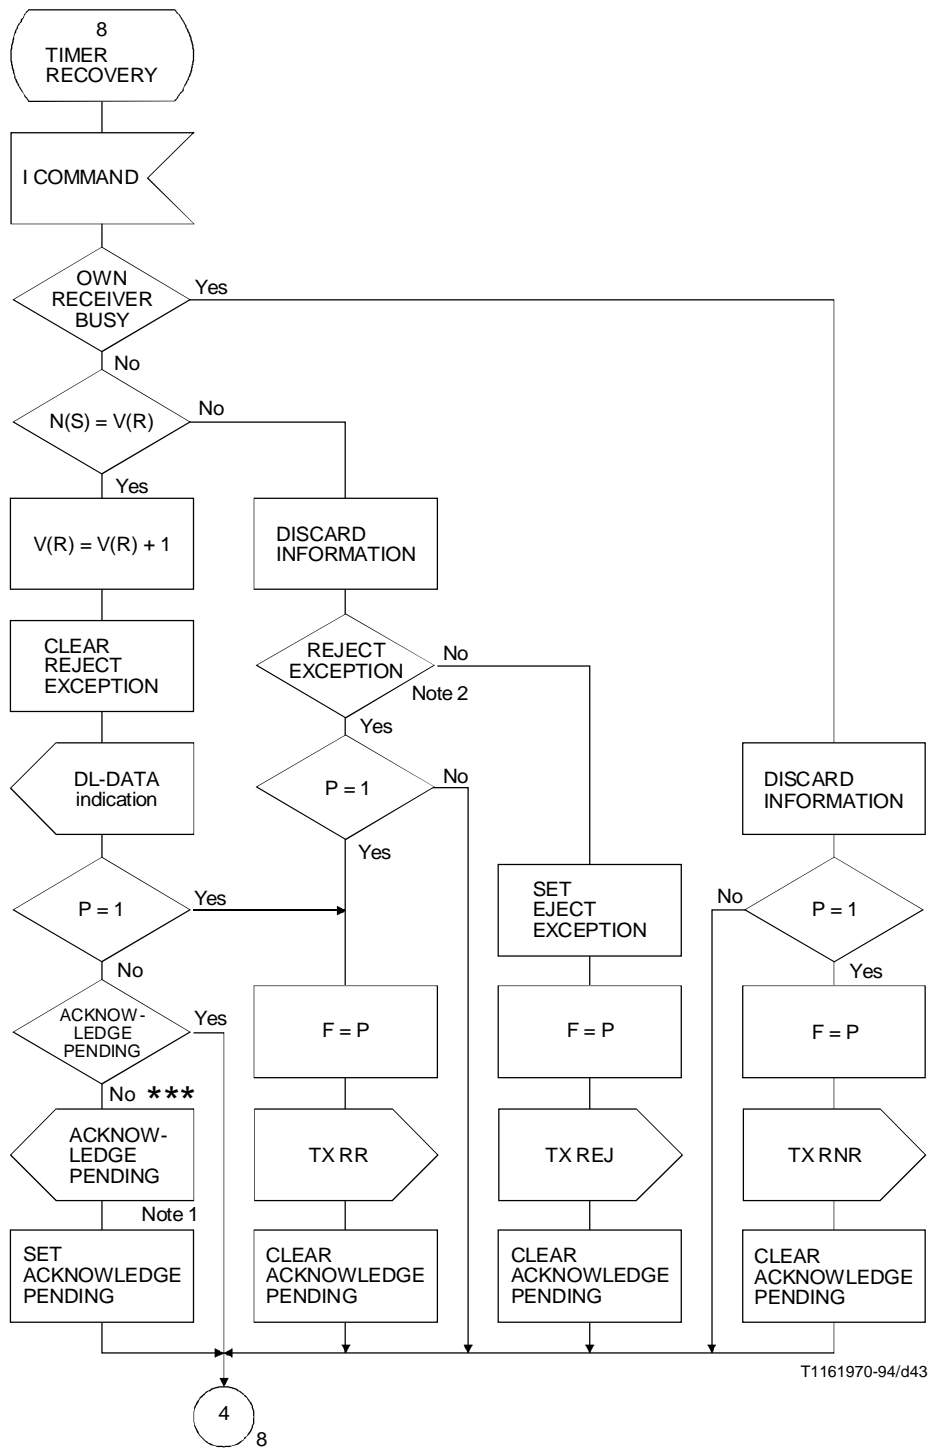 8
TIMER
RECOVERY
I COMMAND
OWN
RECEIVER
BUSY
Yes
No
N(S) = V(R)
No
Yes
V(R) = V(R) + 1
DISCARD
INFORMATION
CLEAR
REJECT
EXCEPTION
REJECT
EXCEPTION
No
Note 2
Yes
DL-DATA
indication
P = 1
No
Yes
DISCARD
INFORMATION
P = 1
Yes
No
SET
EJECT
EXCEPTION
No
P = 1
Yes
ACKNOW-
LEDGE
PENDING
Yes
No ***
F = P
F = P
F = P
ACKNOW-
LEDGE
PENDING
Note 1
TX RR
TX REJ
TX RNR
SET
ACKNOWLEDGE
PENDING
CLEAR
ACKNOWLEDGE
PENDING
CLEAR
ACKNOWLEDGE
PENDING
CLEAR
ACKNOWLEDGE
PENDING
T1161970-94/d43
4
8